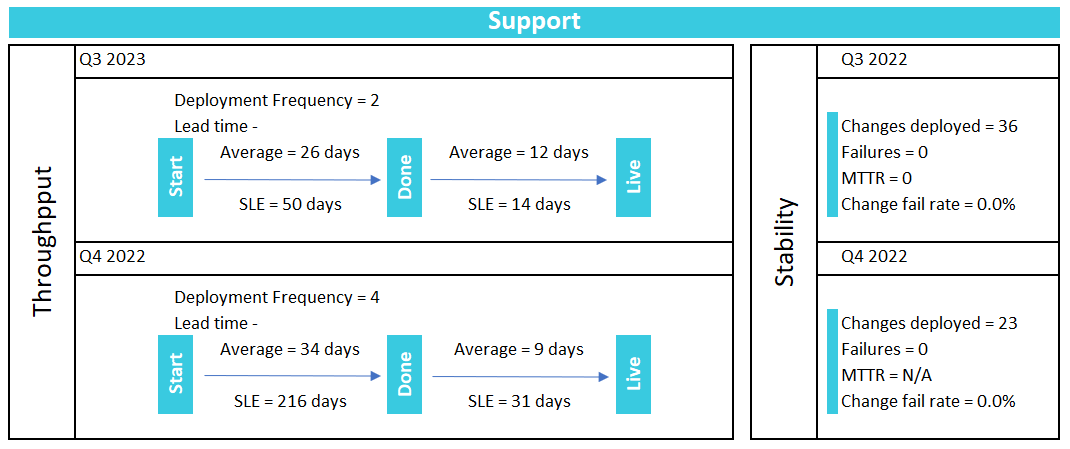 Support
Throughpput
Q3 2023
Deployment Frequency = 2
Lead time -
Start
Average = 26 days
SLE = 50 days
Done
Average = 12 days
SLE = 14 days
Live
Q4 2022
Deployment Frequency = 4
Lead time -
Start
Average = 34 days
SLE = 216 days
Done
Average = 9 days
SLE = 31 days
Live
Stability
Q3 2022
Changes deployed = 36
Failures = 0
MTTR = 0
Change fail rate = 0.0%
Q4 2022
Changes deployed = 23
Failures = 0
MTTR = N/A
Change fail rate = 0.0%